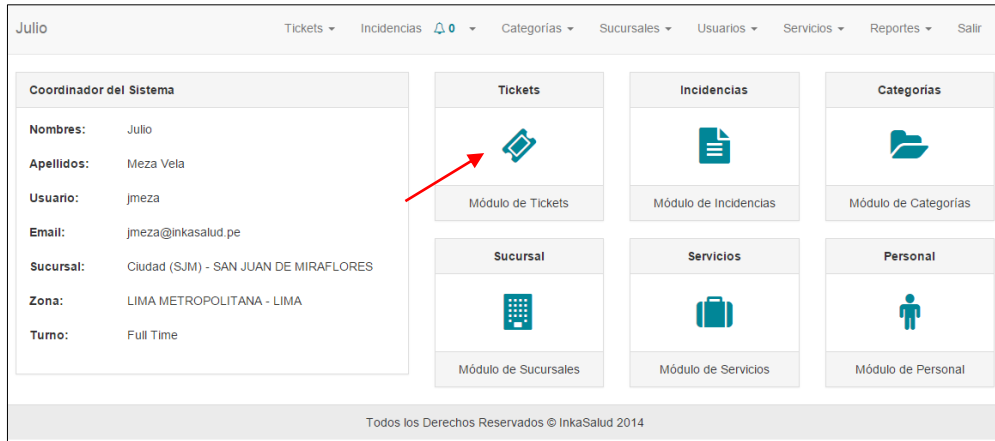 Julio Tickets Incidencias 0 Categorías Sucursales Usuarios Servicios Reportes Salir
Coordinador del Sistema
Nombres: Julio
Apellidos: Meza Vela
Usuario: jmeza
Email: jmeza@inkasalud.pe
Sucursal: Ciudad (SJM) - SAN JUAN DE MIRAFLORES
Zona: LIMA METROPOLITANA - LIMA
Turno: Full Time
Tickets
Módulo de Tickets
Incidencias
Módulo de Incidencias
Categorías
Módulo de Categorías
Sucursal
Módulo de Sucursales
Servicios
Módulo de Servicios
Personal
Módulo de Personal
Todos los Derechos Reservados © InkaSalud 2014